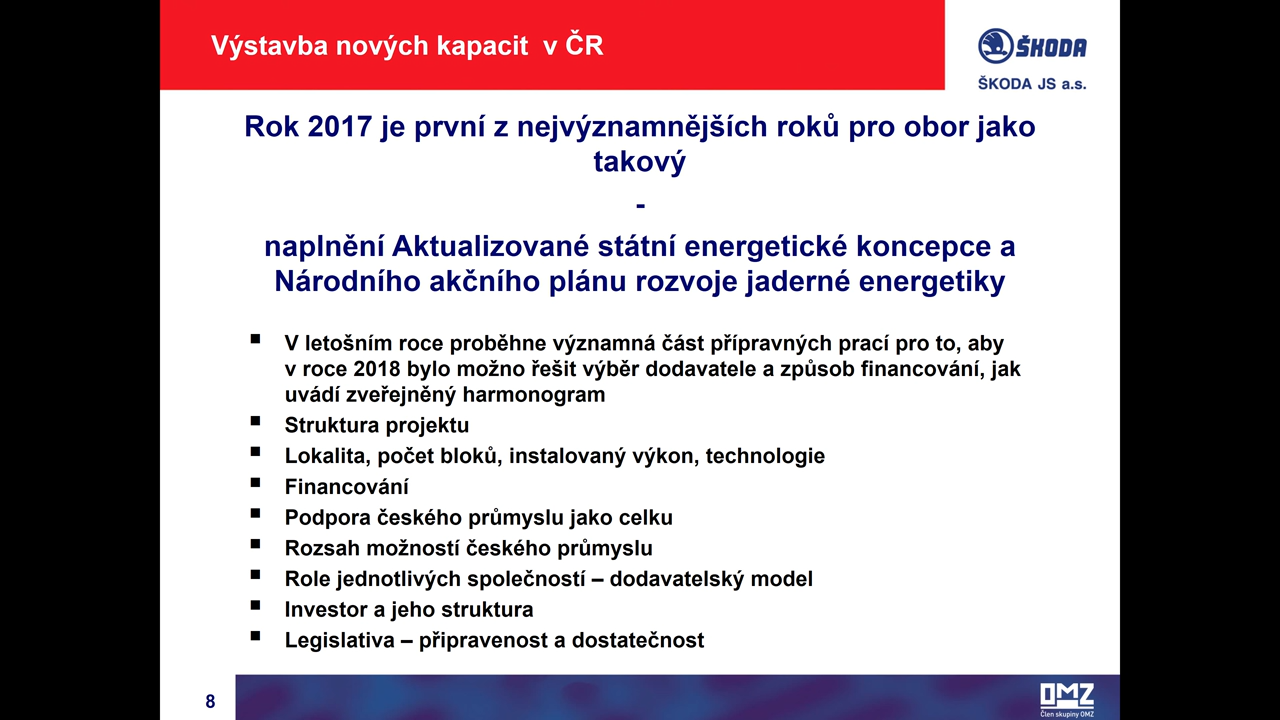 Výstavba nových kapacit v ČR
ŠKODA
ŠKODA JS a.s.
Rok 2017 je první z nejvýznamnějších roků pro obor jako
takový
-
naplnění Aktualizované státní energetické koncepce a
Národního akčního plánu rozvoje jaderné energetiky
▪ V letošním roce proběhne významná část přípravných prací pro to, aby
v roce 2018 bylo možno řešit výběr dodavatele a způsob financování, jak
uvádí zveřejněný harmonogram
▪ Struktura projektu
▪ Lokalita, počet bloků, instalovaný výkon, technologie
▪ Financování
▪ Podpora českého průmyslu jako celku
▪ Rozsah možností českého průmyslu
▪ Role jednotlivých společností – dodavatelský model
▪ Investor a jeho struktura
▪ Legislativa – připravenost a dostatečnost
8
OMZ
Člen skupiny OMZ